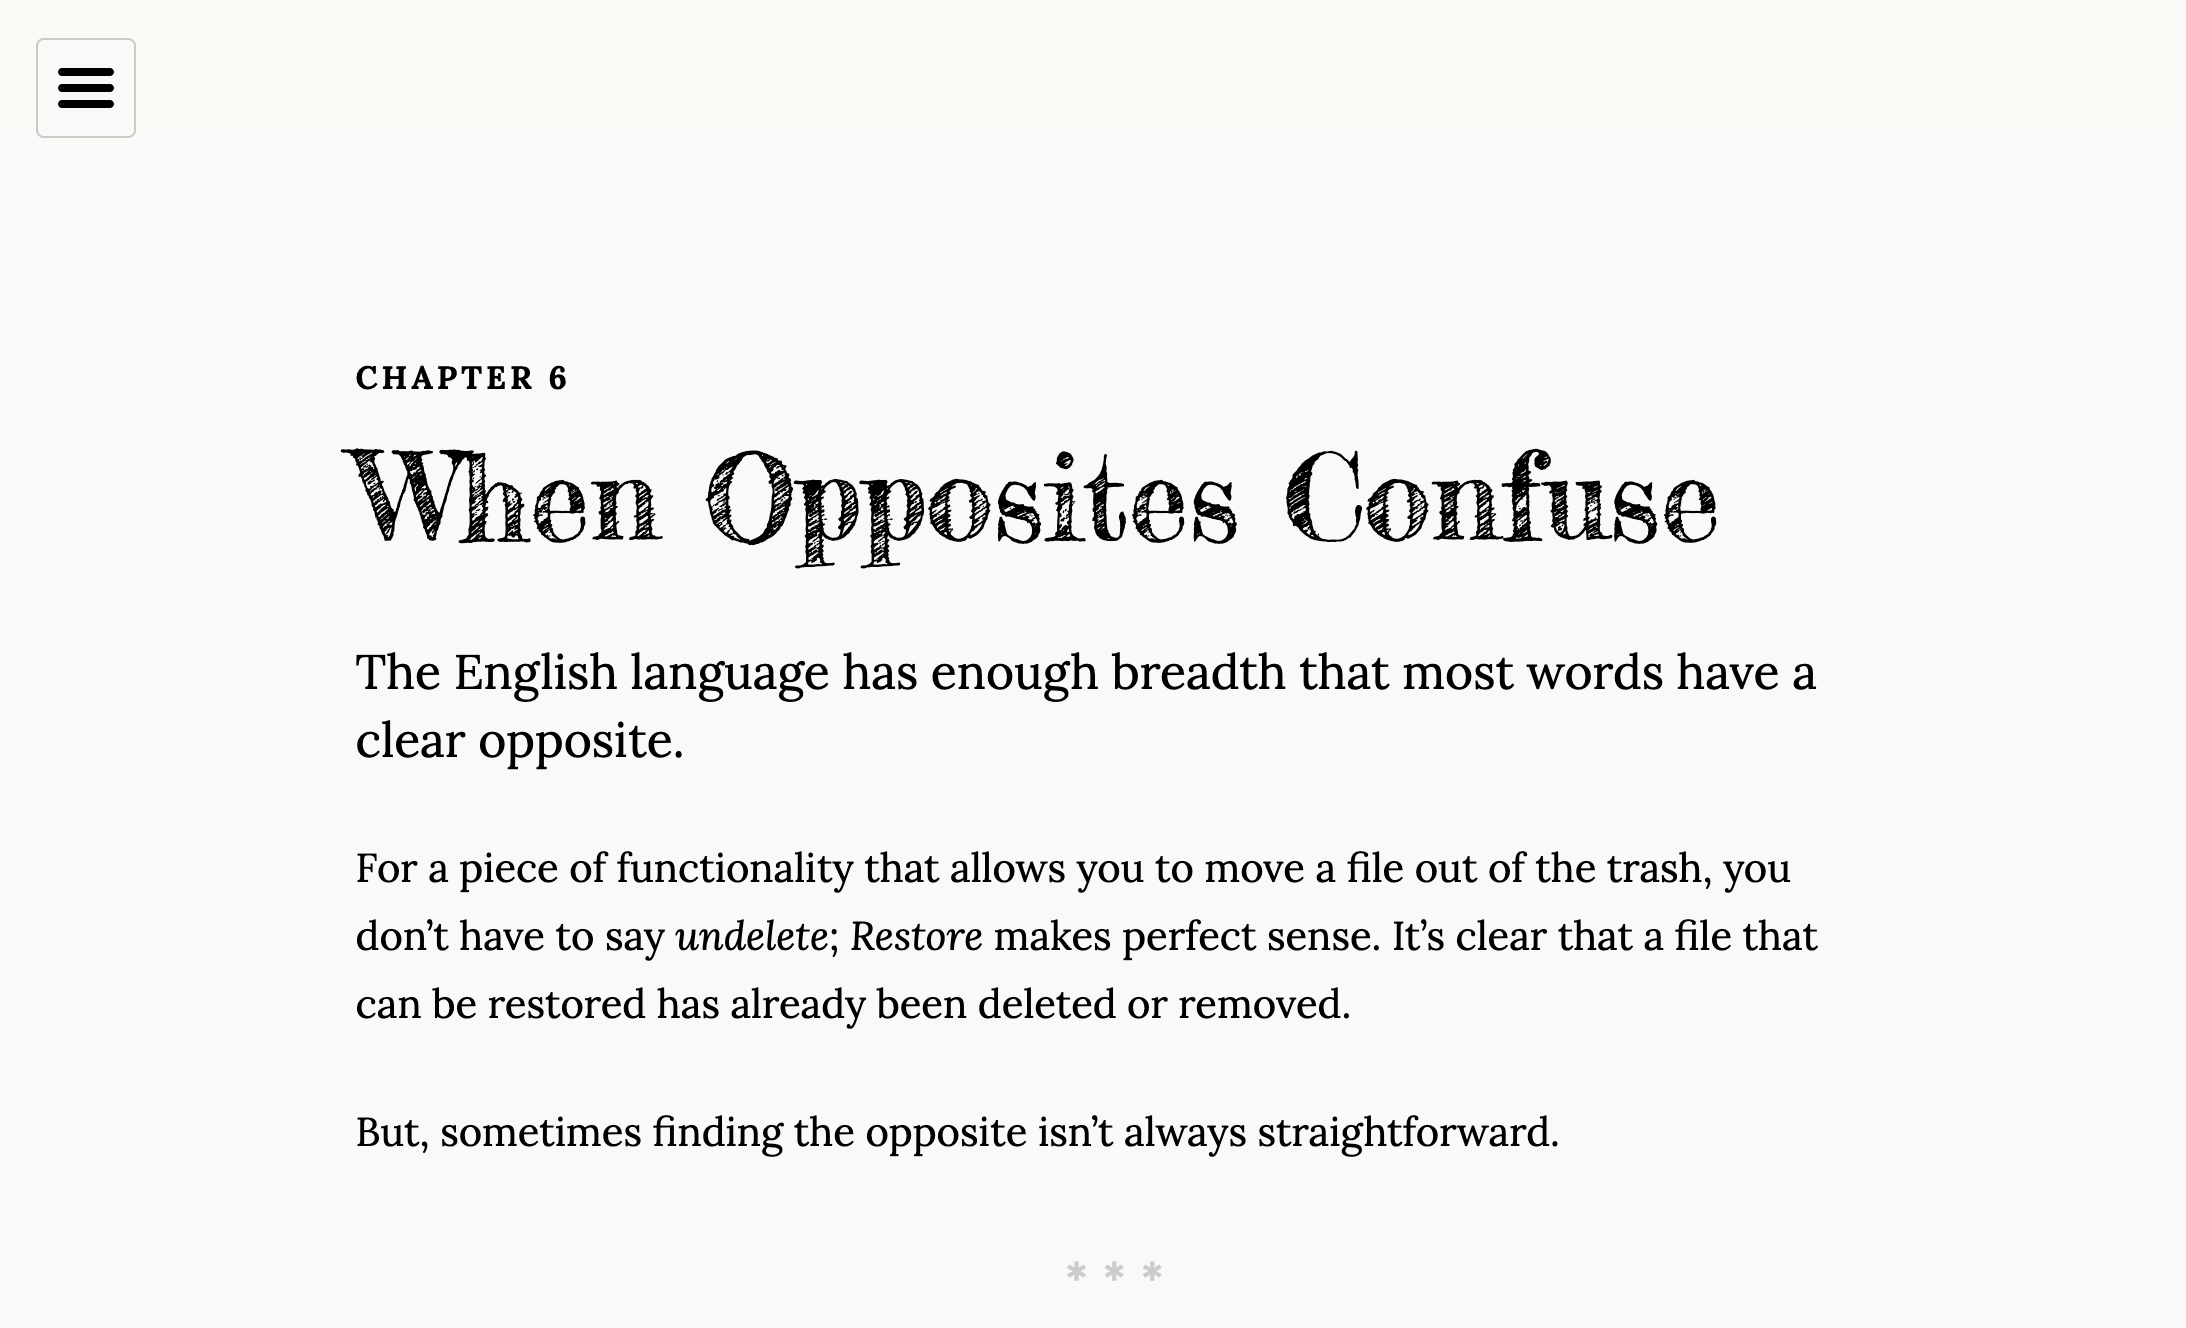 CHAPTER 6
When Opposites Confuse
The English language has enough breadth that most words have a
clear opposite.
For a piece of functionality that allows you to move a file out of the trash, you
don’t have to say undelete; Restore makes perfect sense. It’s clear that a file that
can be restored has already been deleted or removed.
But, sometimes finding the opposite isn’t always straightforward.
* * *